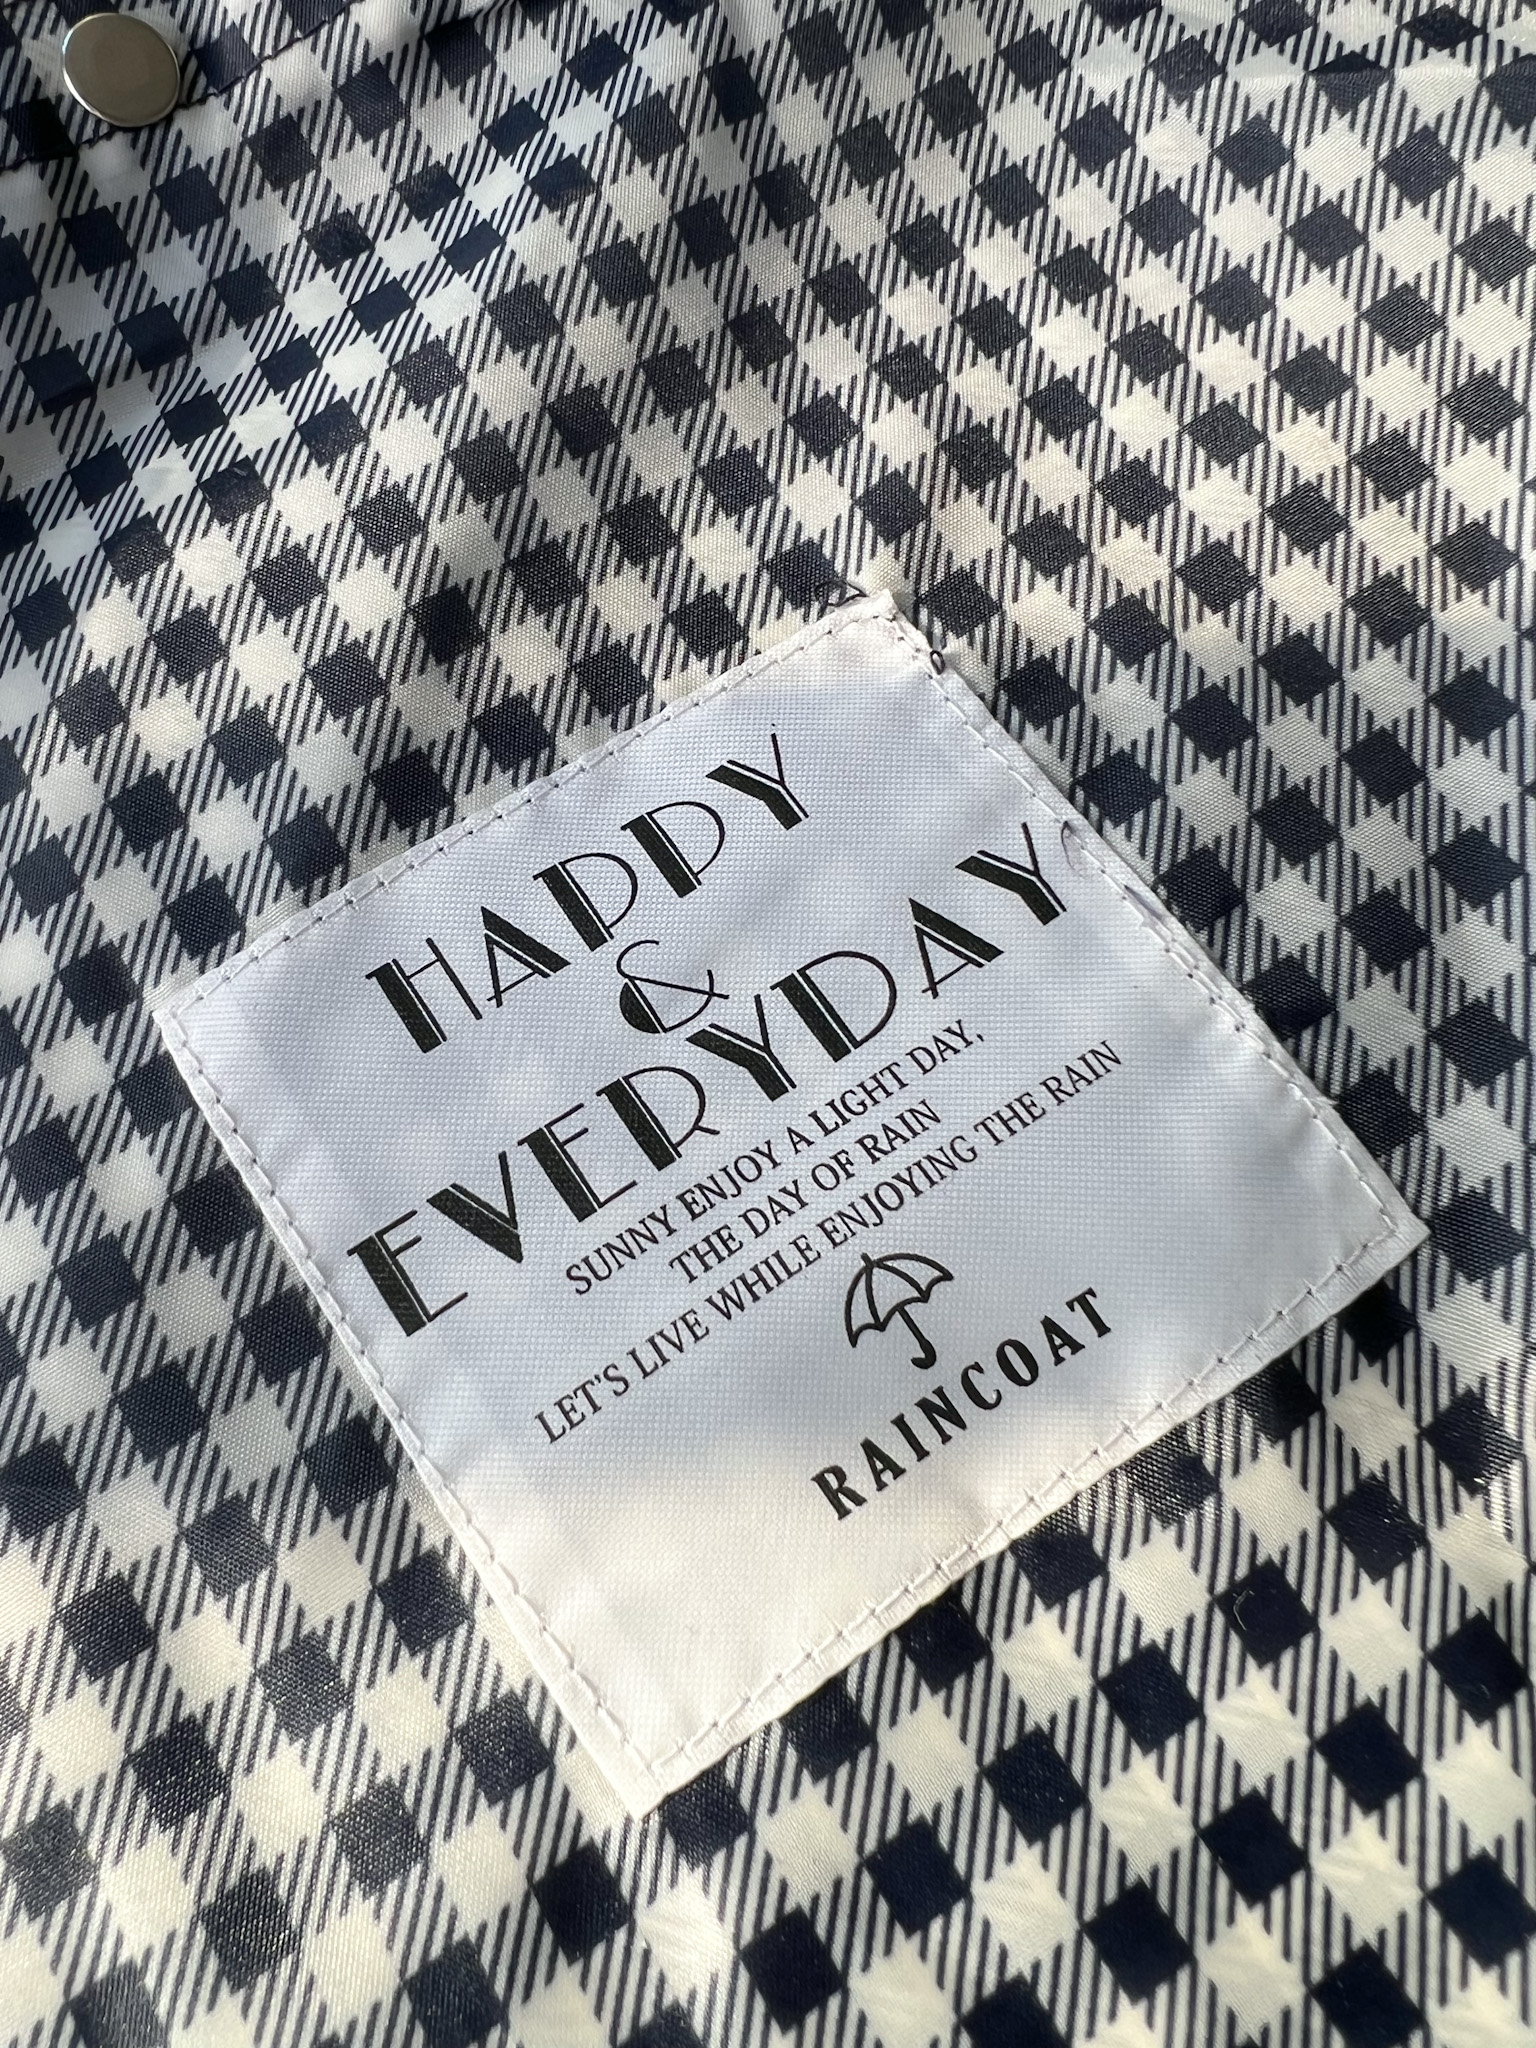 HAPPY
&
EVERYDAY
SUNNY ENJOY A LIGHT DAY,
THE DAY OF RAIN
LET'S LIVE WHILE ENJOYING THE RAIN
RAINCOAT